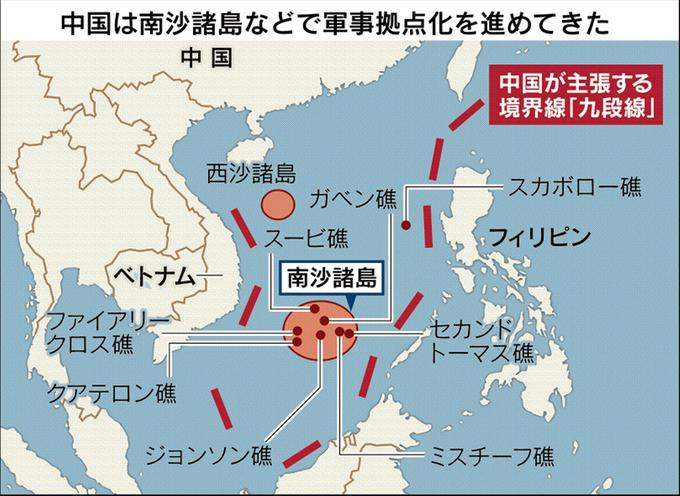 中国は南沙諸島などで軍事拠点化を進めてきた
中国
中国が主張する
境界線「九段線」
西沙諸島
ガベン礁
スカボロー礁
スービ礁
フィリピン
ベトナム
南沙諸島
ファイアリー
クロス礁
セカンド
トーマス礁
クアテロン礁
ジョンソン礁
ミスチーフ礁